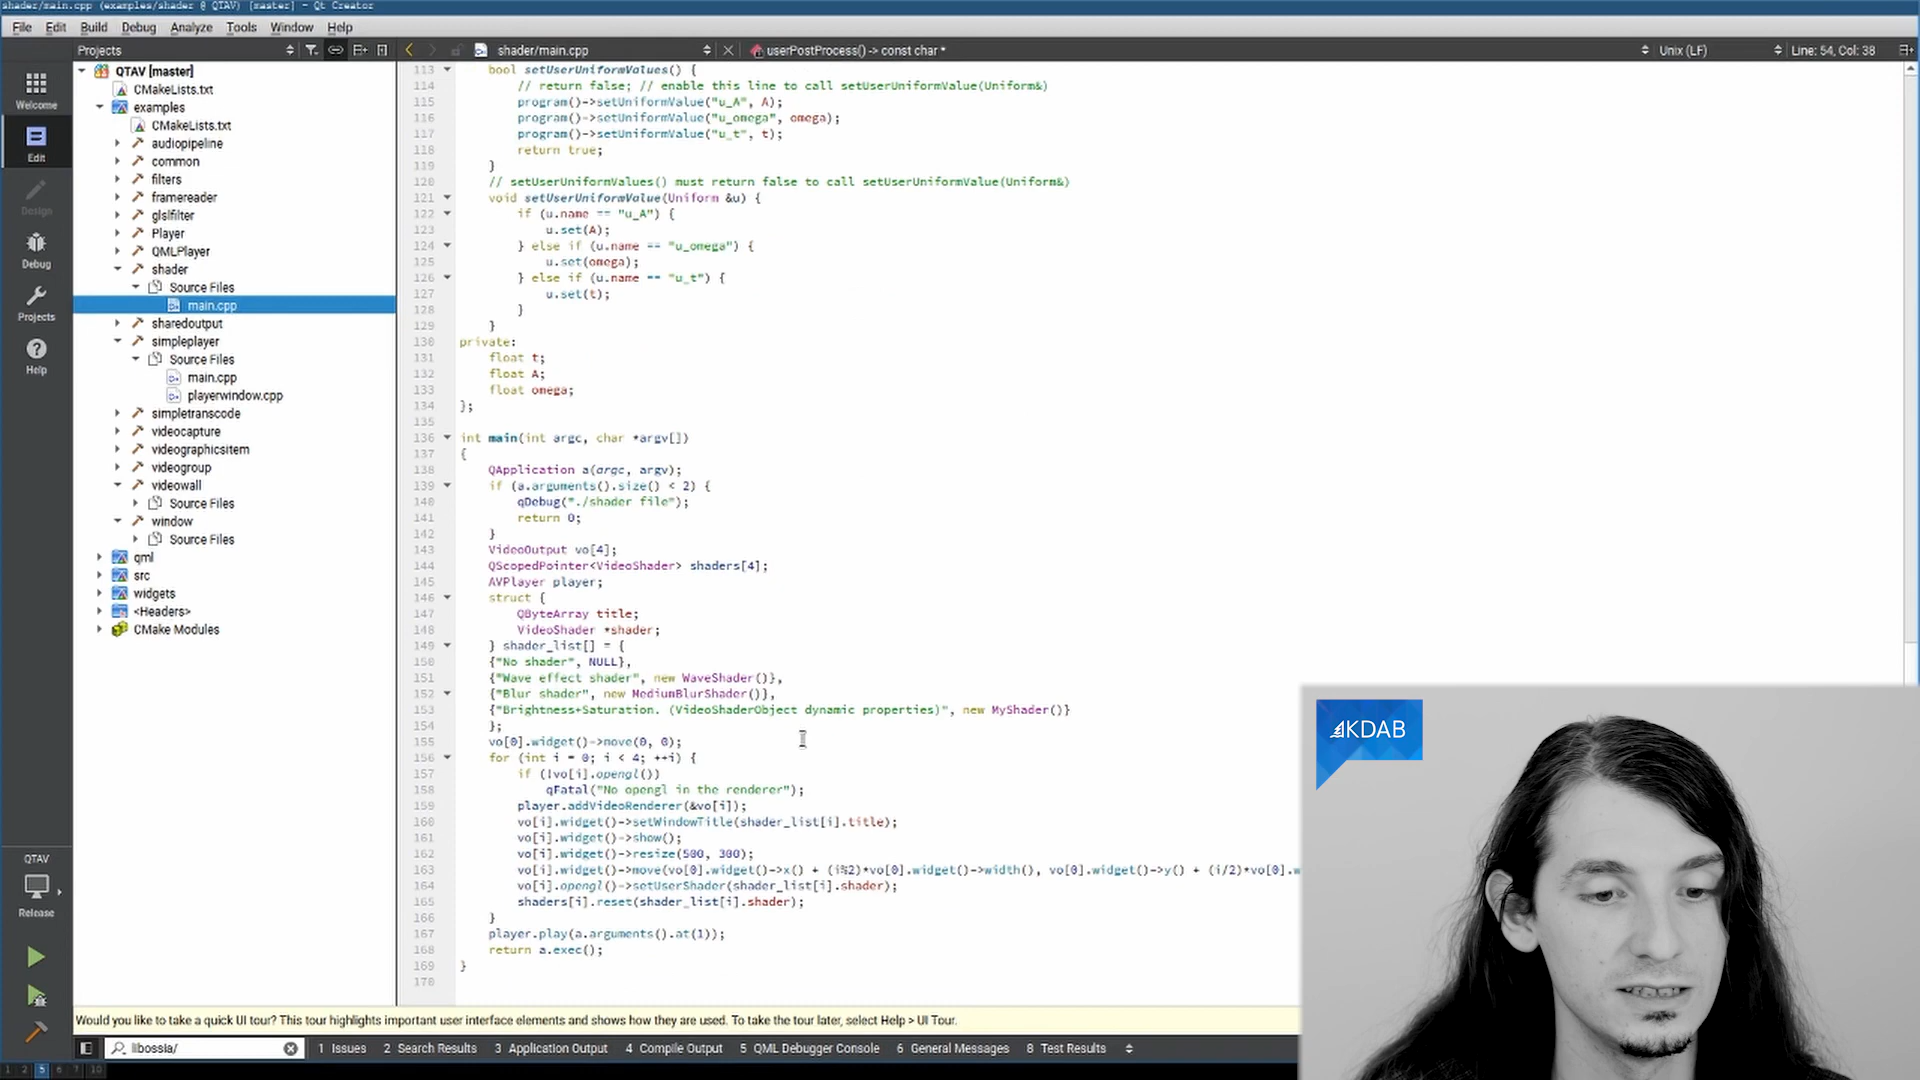 shader/main.cpp (examples/shader @ QTAV) [master] - Qt Creator
File Edit Build Debug Analyze Tools Window Help
Projects
shader/main.cpp
userPostProcess() -> const char *
Unix (LF)
Line: 54, Col: 38
Welcome
Edit
Design
Debug
Projects
Help
QTAV
Release
QTAV [master]
CMakeLists.txt
examples
CMakeLists.txt
audiopipeline
common
filters
framereader
glslfilter
Player
QMLPlayer
shader
Source Files
main.cpp
sharedoutput
simpleplayer
Source Files
main.cpp
playerwindow.cpp
simpletranscode
videocapture
videographicsitem
videogroup
videowall
Source Files
window
Source Files
qml
src
widgets
<Headers>
CMake Modules
113 bool setUserUniformValues() {
114 // return false; // enable this line to call setUserUniformValue(Uniform&)
115 program()->setUniformValue("u_A", A);
116 program()->setUniformValue("u_omega", omega);
117 program()->setUniformValue("u_t", t);
118 return true;
119 }
120 // setUserUniformValues() must return false to call setUserUniformValue(Uniform&)
121 void setUserUniformValue(Uniform &u) {
122 if (u.name == "u_A") {
123 u.set(A);
124 } else if (u.name == "u_omega") {
125 u.set(omega);
126 } else if (u.name == "u_t") {
127 u.set(t);
128 }
129 }
130 private:
131 float t;
132 float A;
133 float omega;
134 };
135
136 int main(int argc, char *argv[])
137 {
138 QApplication a(argc, argv);
139 if (a.arguments().size() < 2) {
140 qDebug("./shader file");
141 return 0;
142 }
143 VideoOutput vo[4];
144 QScopedPointer<VideoShader> shaders[4];
145 AVPlayer player;
146 struct {
147 QByteArray title;
148 VideoShader *shader;
149 } shader_list[] = {
150 {"No shader", NULL},
151 {"Wave effect shader", new WaveShader()},
152 {"Blur shader", new MediumBlurShader()},
153 {"Brightness+Saturation. (VideoShaderObject dynamic properties)", new MyShader()}
154 };
155 vo[0].widget()->move(0, 0);
156 for (int i = 0; i < 4; ++i) {
157 if (!vo[i].opengl())
158 qFatal("No opengl in the renderer");
159 player.addVideoRenderer(&vo[i]);
160 vo[i].widget()->setWindowTitle(shader_list[i].title);
161 vo[i].widget()->show();
162 vo[i].widget()->resize(500, 300);
163 vo[i].widget()->move(vo[0].widget()->x() + (i%2)*vo[0].widget()->width(), vo[0].widget()->y() + (i/2)*vo[0].w
164 vo[i].opengl()->setUserShader(shader_list[i].shader);
165 shaders[i].reset(shader_list[i].shader);
166 }
167 player.play(a.arguments().at(1));
168 return a.exec();
169 }
170
KDAB
Would you like to take a quick UI tour? This tour highlights important user interface elements and shows how they are used. To take the tour later, select Help > UI Tour.
libossia/
1 Issues 2 Search Results 3 Application Output 4 Compile Output 5 QML Debugger Console 6 General Messages 8 Test Results
1 2 5 6 7 10